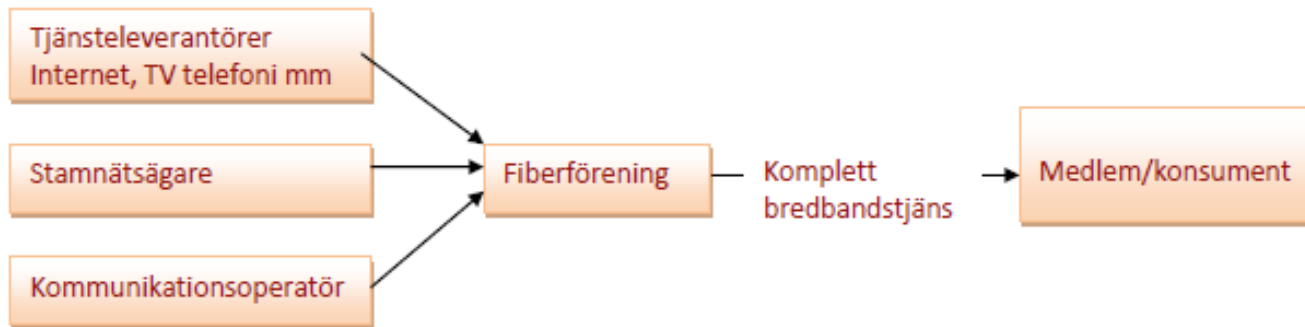 Tjänsteleverantörer
Internet, TV telefoni mm
Stamnätsägare
Kommunikationsoperatör
Fiberförening
Komplett
bredbandstjäns
Medlem/konsument